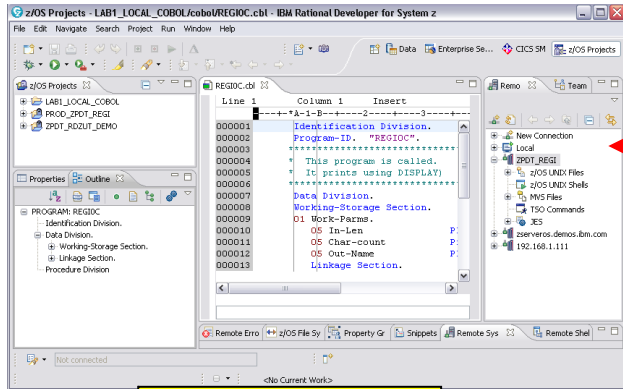 z/OS Projects - LAB1_LOCAL_COBOL/cobol/REGI0C.cbl - IBM Rational Developer for System z
File Edit Navigate Search Project Run Window Help
Data Enterprise Se... CICS SM z/OS Projects
z/OS Projects
LAB1_LOCAL_COBOL
PROD_ZPDT_REGI
ZPDT_RDZUT_DEMO
Properties Outline
PROGRAM: REGI0C
Identification Division.
Data Division.
Working-Storage Section.
Linkage Section.
Procedure Division
REGI0C.cbl
Line 1 Column 1 Insert
----+-*A-1-B--+----2----+----3----+---
000001 Identification Division.
000002 Program-ID. "REGI0C".
000003 *****************************
000004 * This program is called.
000005 * It prints using DISPLAY)
000006 *****************************
000007 Data Division.
000008 Working-Storage Section.
000009 01 Work-Parms.
000010 05 In-Len P
000011 05 Char-count P
000012 05 Out-Name P
000013 Linkage Section.
Remo Team
New Connection
Local
ZPDT_REGI
z/OS UNIX Files
z/OS UNIX Shells
MVS Files
TSO Commands
JES
zserveros.demos.ibm.com
192.168.1.111
Remote Erro z/OS File Sy Property Gr Snippets Remote Sys Remote Shel
Not connected
<No Current Work>